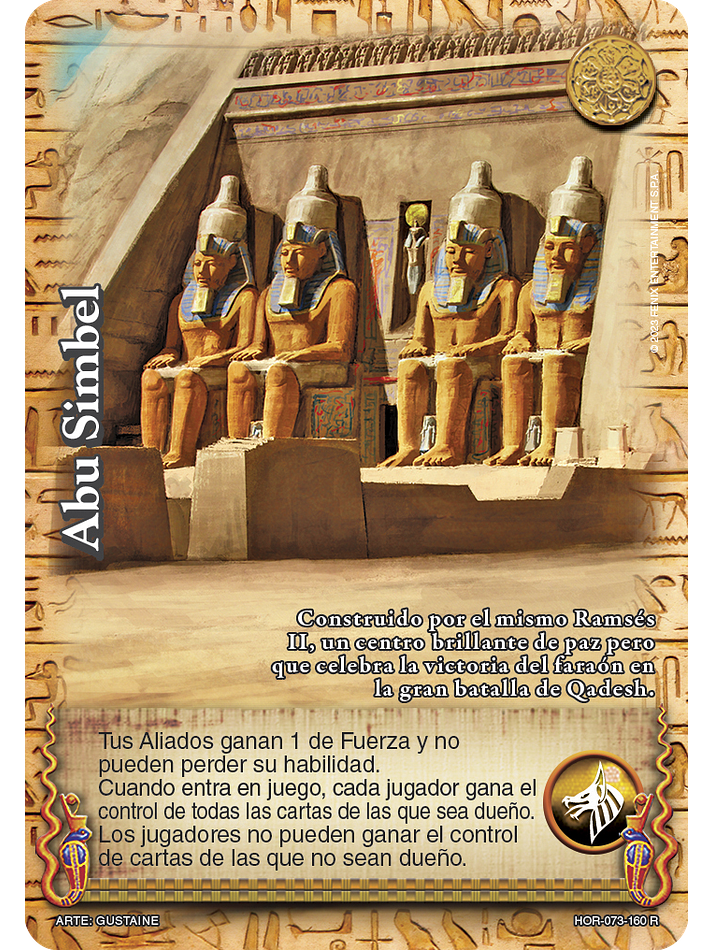 Abu Simbel
© 2023 FENIX ENTERTAINMENT S.P.A.
Construido por el mismo Ramsés
II, un centro brillante de paz pero
que celebra la victoria del faraón en
la gran batalla de Qadesh.
Tus Aliados ganan 1 de Fuerza y no
pueden perder su habilidad.
Cuando entra en juego, cada jugador gana el
control de todas las cartas de las que sea dueño.
Los jugadores no pueden ganar el control
de cartas de las que no sean dueño.
ARTE: GUSTAINE
HOR-073-160 R